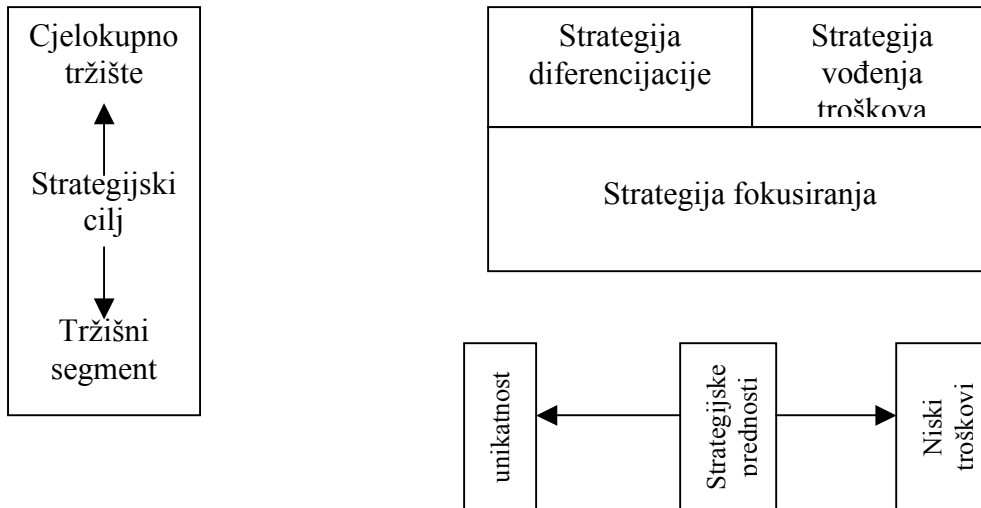 Cjelokupno
tržište
Strategijski
cilj
Tržišni
segment
Strategija
diferencijacije
Strategija
vođenja
troškova
Strategija fokusiranja
unikatnost
Strategijske
prednosti
Niski
troškovi